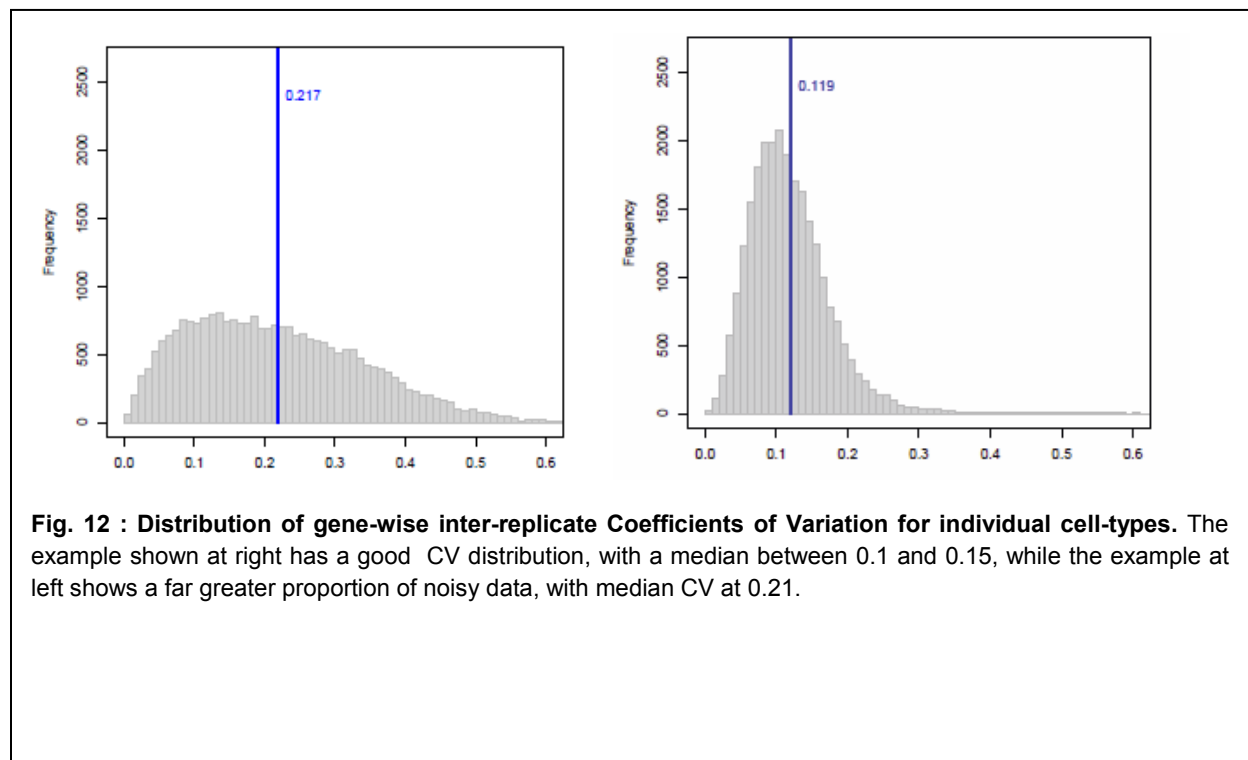 0.217
Frequency
0 500 1000 1500 2000 2500
0.0 0.1 0.2 0.3 0.4 0.5 0.6
0.119
Frequency
0 500 1000 1500 2000 2500
0.0 0.1 0.2 0.3 0.4 0.5 0.6
Fig. 12 : Distribution of gene-wise inter-replicate Coefficients of Variation for individual cell-types. The
example shown at right has a good CV distribution, with a median between 0.1 and 0.15, while the example at
left shows a far greater proportion of noisy data, with median CV at 0.21.